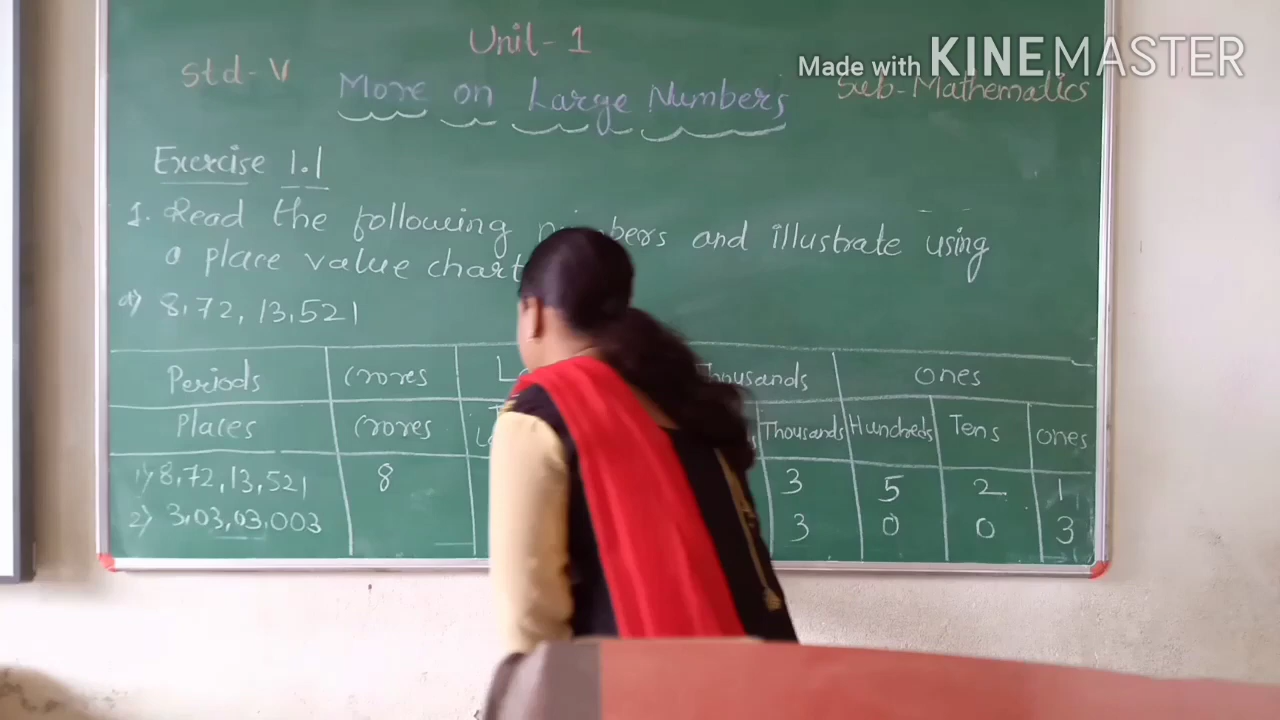 Unit - 1
Made with KINEMASTER
Std - V
More on Large Numbers
Sub - Mathematics
Exercise 1.1
1. Read the following numbers and illustrate using
a place value chart
a) 8,72,13,521
Periods Crores Thousands Ones
Places Crores Thousands Hundreds Tens Ones
1) 8,72,13,521 8 3 5 2 1
2) 3,03,03,003 3 0 0 3